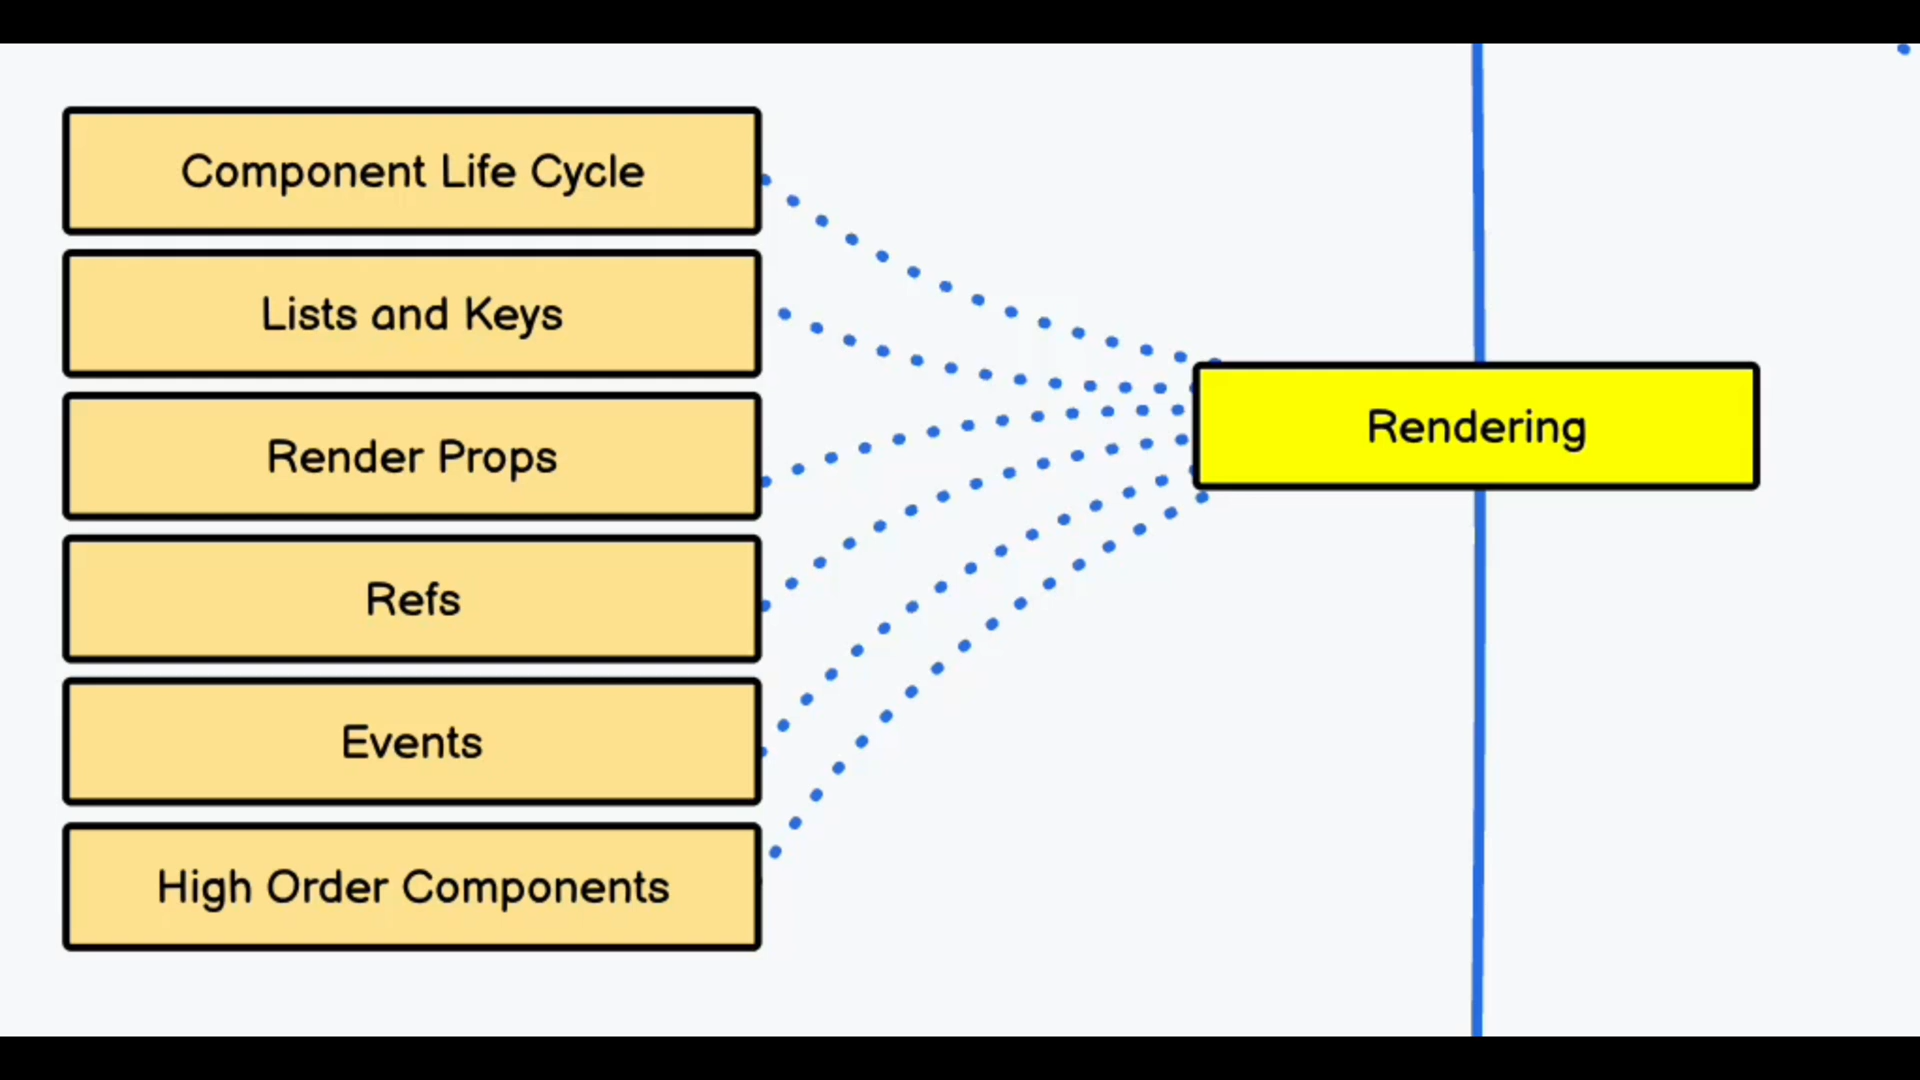 Component Life Cycle
Lists and Keys
Render Props
Refs
Events
High Order Components
Rendering